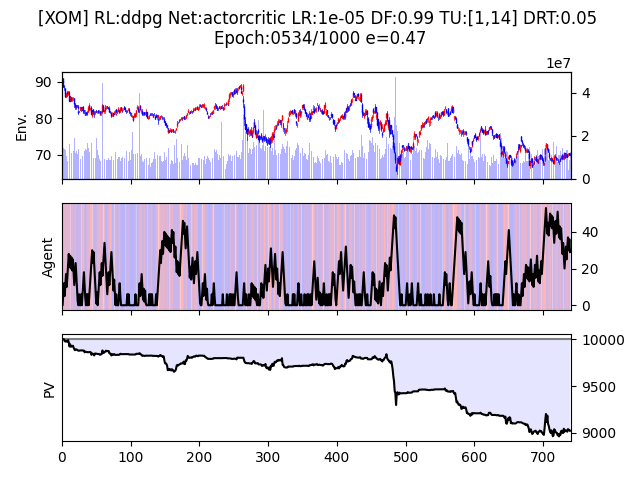 [XOM] RL:ddpg Net:actorcritic LR:1e-05 DF:0.99 TU:[1,14] DRT:0.05
Epoch:0534/1000 e=0.47
1e7
90
80
70
Env.
4
2
0
Agent
40
20
0
PV
10000
9500
9000
0 100 200 300 400 500 600 700